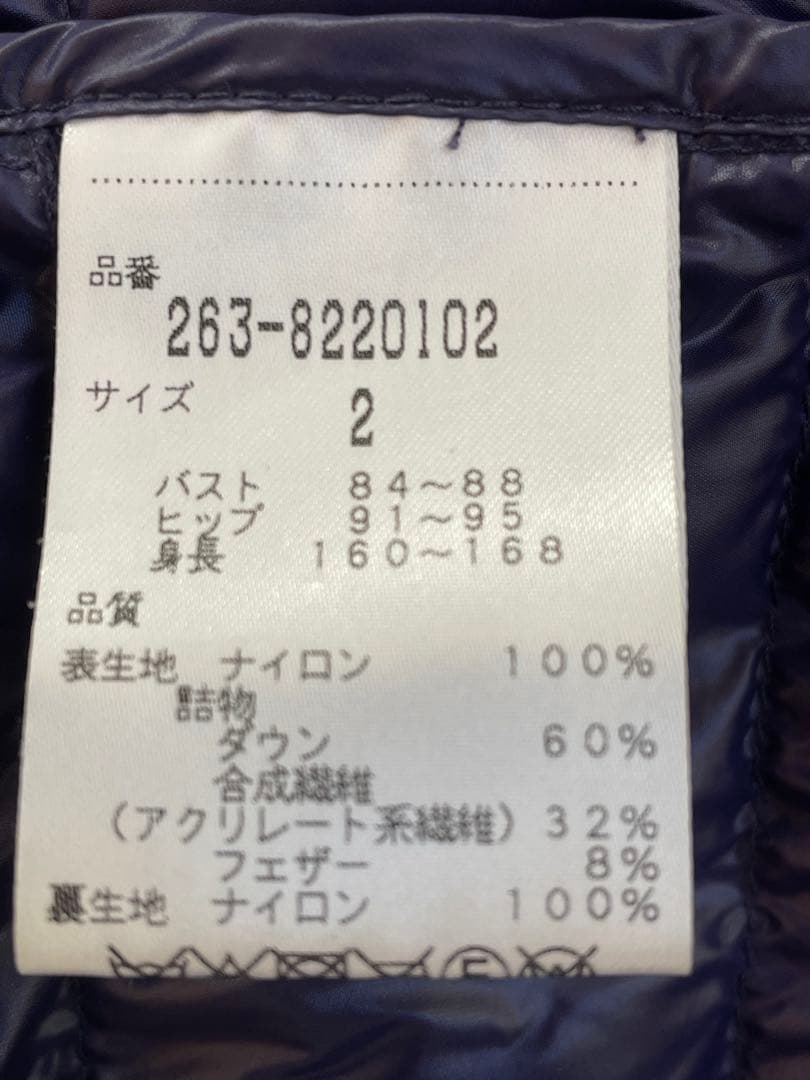 品番
263-8220102
サイズ 2
バスト 84～88
ヒップ 91～95
身長 160～168
品質
表生地 ナイロン 100%
詰物
ダウン 60%
合成繊維
(アクリレート系繊維) 32%
フェザー 8%
裏生地 ナイロン 100%